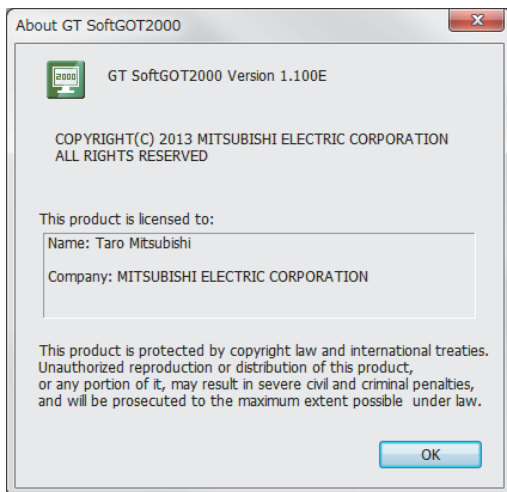 About GT SoftGOT2000
2000
GT SoftGOT2000 Version 1.100E
COPYRIGHT(C) 2013 MITSUBISHI ELECTRIC CORPORATION
ALL RIGHTS RESERVED
This product is licensed to:
Name: Taro Mitsubishi
Company: MITSUBISHI ELECTRIC CORPORATION
This product is protected by copyright law and international treaties.
Unauthorized reproduction or distribution of this product,
or any portion of it, may result in severe civil and criminal penalties,
and will be prosecuted to the maximum extent possible under law.
OK